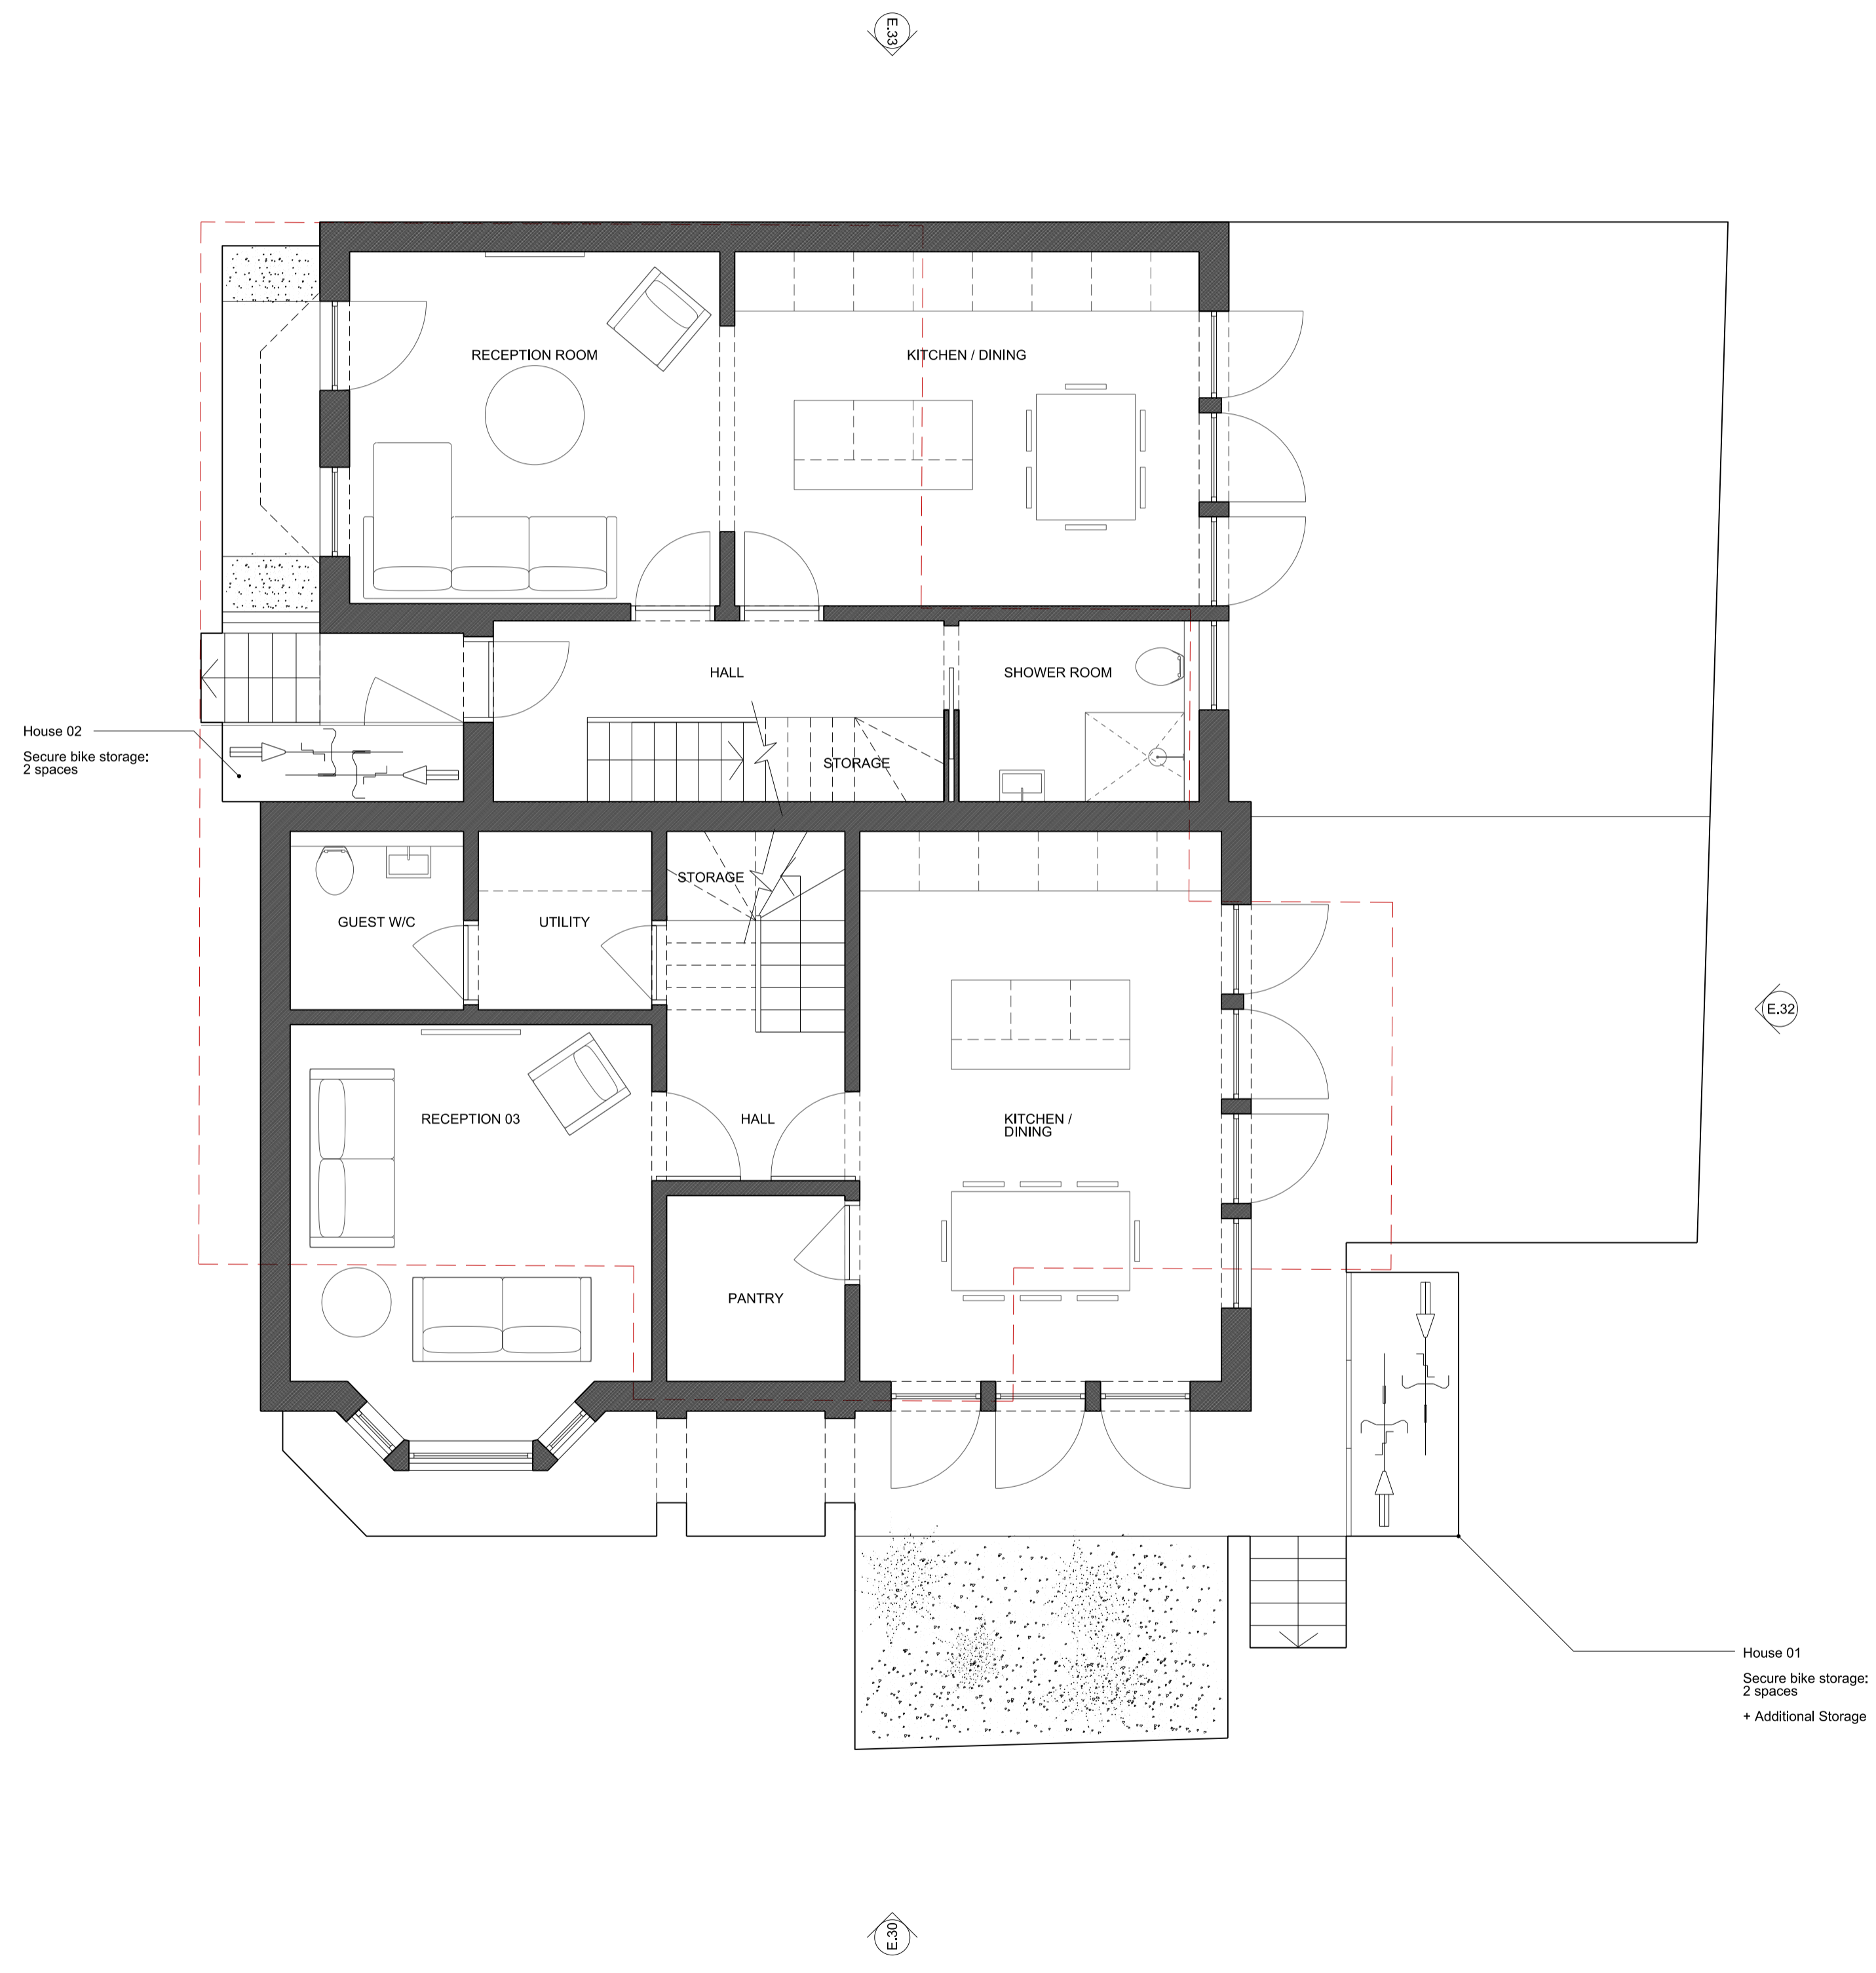 E.33
RECEPTION ROOM
KITCHEN / DINING
HALL
SHOWER ROOM
House 02
Secure bike storage:
2 spaces
STORAGE
STORAGE
GUEST W/C
UTILITY
E.32
RECEPTION 03
HALL
KITCHEN /
DINING
PANTRY
House 01
Secure bike storage:
2 spaces
+ Additional Storage
E.30